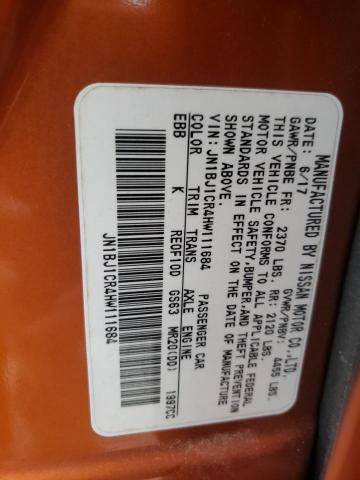 MANUFACTURED BY NISSAN MOTOR CO.,LTD.
DATE: 6/17 GVWR/PNBV: 4455 LBS.
GAWR/PNBE FR: 2370 LBS. RR: 2120 LBS.
THIS VEHICLE CONFORMS TO ALL APPLICABLE FEDERAL
MOTOR VEHICLE SAFETY,BUMPER,AND THEFT PREVENTION
STANDARDS IN EFFECT ON THE DATE OF MANUFACTURE
SHOWN ABOVE.
VIN:JN1BJ1CR4HW111684 PASSENGER CAR
COLOR TRIM TRANS AXLE ENGINE
EBB K RE0F10D GS63 MR20(DD) 1997CC
JN1BJ1CR4HW111684